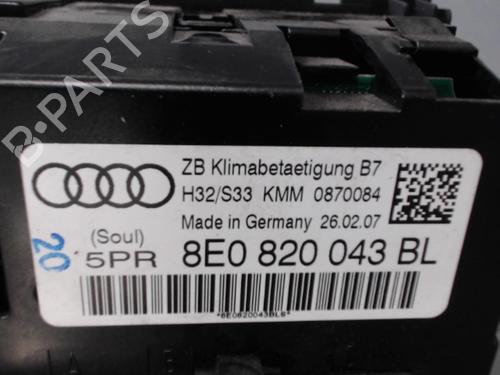 ZB Klimabetaetigung B7
H32/S33 KMM 0870084
Made in Germany 26.02.07
20
(Soul)
5PR 8E0 820 043 BL
*8E0820043BLS*
B-PARTS